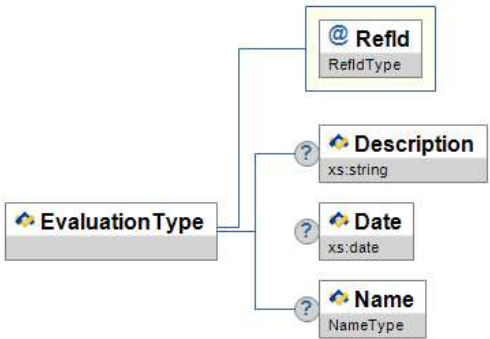 @ RefId
RefIdType
? Description
xs:string
EvaluationType
? Date
xs:date
? Name
NameType